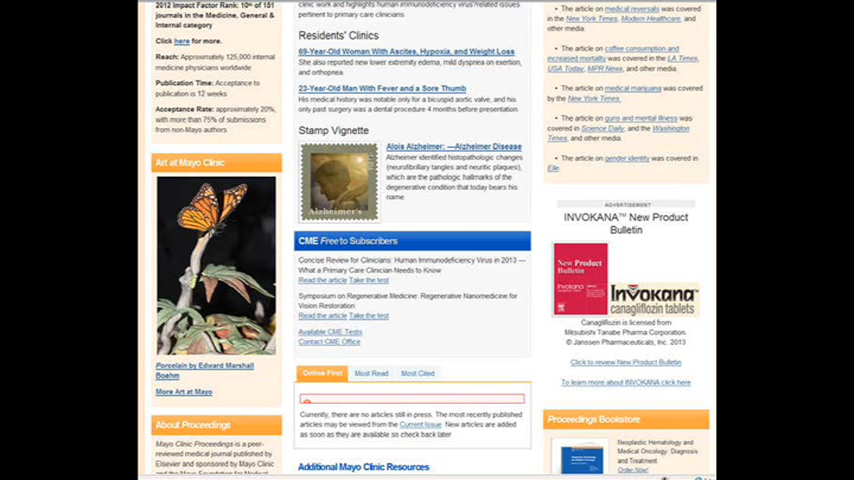 2012 Impact Factor Rank: 10th of 151
journals in the Medicine, General &
Internal category
Click here for more.
Reach: Approximately 125,000 internal
medicine physicians worldwide
Publication Time: Acceptance to
publication is 12 weeks
Acceptance Rate: approximately 20%,
with more than 75% of submissions
from non-Mayo authors
Art at Mayo Clinic
Porcelain by Edward Marshall
Boehm
More Art at Mayo
About Proceedings
Mayo Clinic Proceedings is a peer-
reviewed medical journal published by
Elsevier and sponsored by Mayo Clinic
and the Mayo Foundation for Medical
clinic work and highlights human immunodeficiency virus?related issues
pertinent to primary care clinicians
Residents' Clinics
69-Year-Old Woman With Ascites, Hypoxia, and Weight Loss
She also reported new lower extremity edema, mild dyspnea on exertion,
and orthopnea.
23-Year-Old Man With Fever and a Sore Thumb
His medical history was notable only for a bicuspid aortic valve, and his
only past surgery was a dental procedure 4 months before presentation
Stamp Vignette
Alzheimer's
Alois Alzheimer: —Alzheimer Disease
Alzheimer identified histopathologic changes
(neurofibrillary tangles and neuritic plaques),
which are the pathologic hallmarks of the
degenerative condition that today bears his
name
CME Free to Subscribers
Concise Review for Clinicians: Human Immunodeficiency Virus in 2013 —
What a Primary Care Clinician Needs to Know
Read the article Take the test
Symposium on Regenerative Medicine: Regenerative Nanomedicine for
Vision Restoration
Read the article Take the test
Available CME Tests
Contact CME Office
Online First Most Read Most Cited
Currently, there are no articles still in press. The most recently published
articles may be viewed from the Current Issue New articles are added
as soon as they are available so check back later
Additional Mayo Clinic Resources
• The article on medical reversals was covered
in the New York Times, Modern Healthcare, and
other media.
• The article on coffee consumption and
increased mortality was covered in the LA Times,
USA Today, MPR News, and other media.
• The article on medical marijuana was covered
by the New York Times.
• The article on guns and mental illness was
covered in Science Daily, and the Washington
Times, and other media.
• The article on gender identity was covered in
Elle.
ADVERTISEMENT
INVOKANA™ New Product
Bulletin
New Product
Bulletin
Invokana
Invokana™
canagliflozin tablets
Canagliflozin is licensed from
Mitsubishi Tanabe Pharma Corporation.
© Janssen Pharmaceuticals, Inc. 2013
Click to review New Product Bulletin
To learn more about INVOKANA click here
Proceedings Bookstore
Neoplastic Hematology and
Medical Oncology: Diagnosis
and Treatment
Order Now!